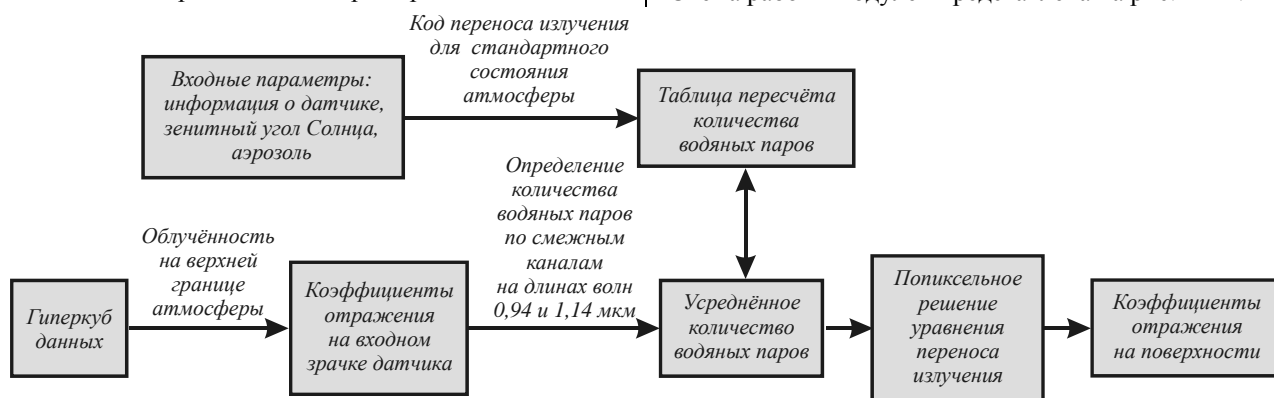 Код переноса излучения
для стандартного
состояния
атмосферы
Входные параметры:
информация о датчике,
зенитный угол Солнца,
аэрозоль
Таблица пересчёта
количества
водяных паров
Определение
количества
водяных паров
по смежным
каналам
на длинах волн
0,94 и 1,14 мкм
Облучённость
на верхней
границе
атмосферы
Гиперкуб
данных
Коэффициенты
отражения
на входном
зрачке датчика
Усреднённое
количество
водяных паров
Попиксельное
решение
уравнения
переноса
излучения
Коэффициенты
отражения
на поверхности